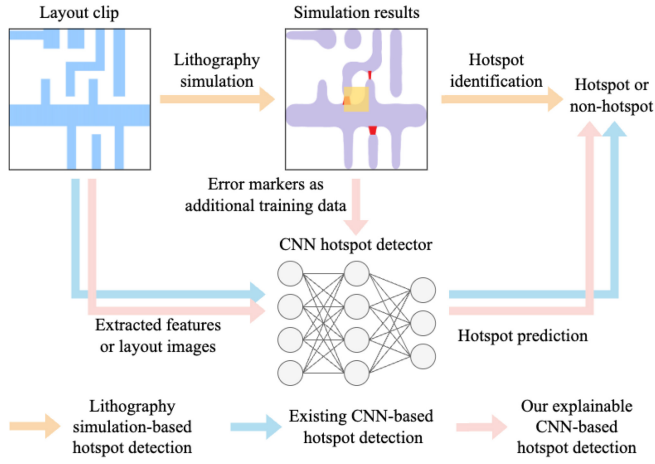 Layout clip
Simulation results
Lithography
simulation
Hotspot
identification
Hotspot or
non-hotspot
Error markers as
additional training data
CNN hotspot detector
Extracted features
or layout images
Hotspot prediction
Lithography
simulation-based
hotspot detection
Existing CNN-based
hotspot detection
Our explainable
CNN-based
hotspot detection